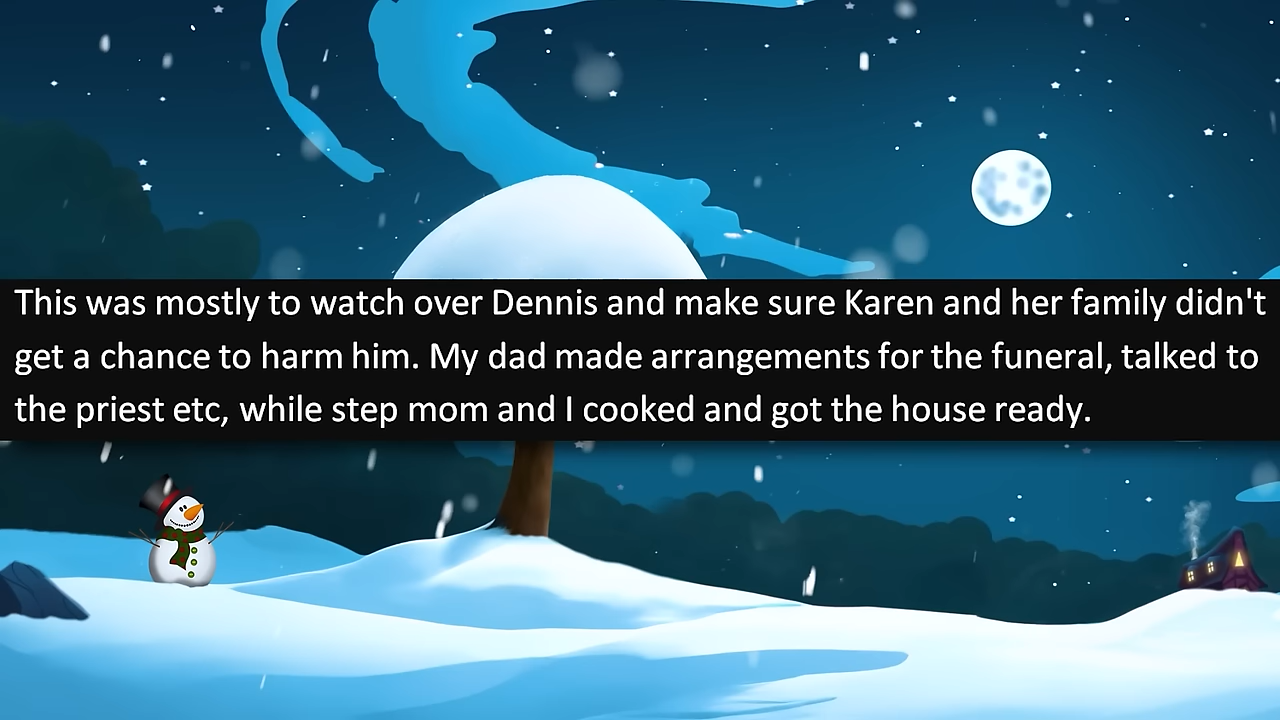 This was mostly to watch over Dennis and make sure Karen and her family didn't
get a chance to harm him. My dad made arrangements for the funeral, talked to
the priest etc, while step mom and I cooked and got the house ready.